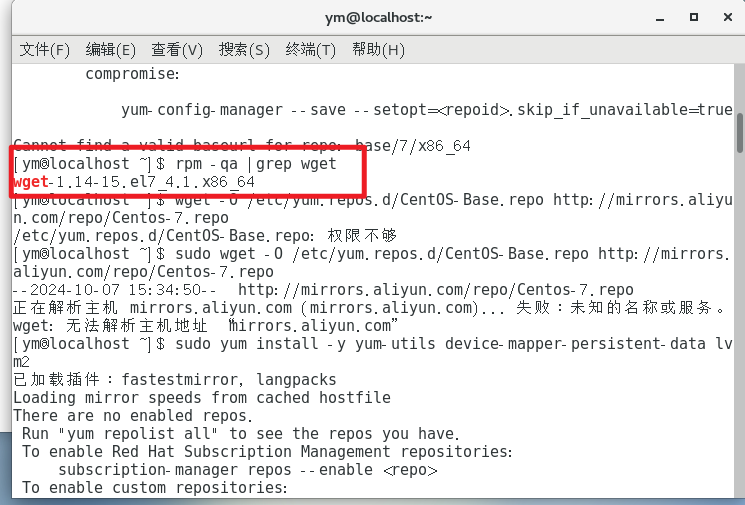 ym@localhost:~
文件(F) 编辑(E) 查看(V) 搜索(S) 终端(T) 帮助(H)
compromise:
yum-config-manager --save --setopt=<repoid>.skip_if_unavailable=true
Cannot find a valid baseurl for repo: base/7/x86_64
[ym@localhost ~]$ rpm -qa |grep wget
wget-1.14-15.el7_4.1.x86_64
[ym@localhost ~]$ wget -O /etc/yum.repos.d/CentOS-Base.repo http://mirrors.aliyu
n.com/repo/Centos-7.repo
/etc/yum.repos.d/CentOS-Base.repo: 权限不够
[ym@localhost ~]$ sudo wget -O /etc/yum.repos.d/CentOS-Base.repo http://mirrors.
aliyun.com/repo/Centos-7.repo
--2024-10-07 15:34:50--  http://mirrors.aliyun.com/repo/Centos-7.repo
正在解析主机 mirrors.aliyun.com (mirrors.aliyun.com)... 失败：未知的名称或服务。
wget: 无法解析主机地址 “mirrors.aliyun.com”
[ym@localhost ~]$ sudo yum install -y yum-utils device-mapper-persistent-data lv
m2
已加载插件：fastestmirror, langpacks
Loading mirror speeds from cached hostfile
There are no enabled repos.
Run "yum repolist all" to see the repos you have.
To enable Red Hat Subscription Management repositories:
subscription-manager repos --enable <repo>
To enable custom repositories: